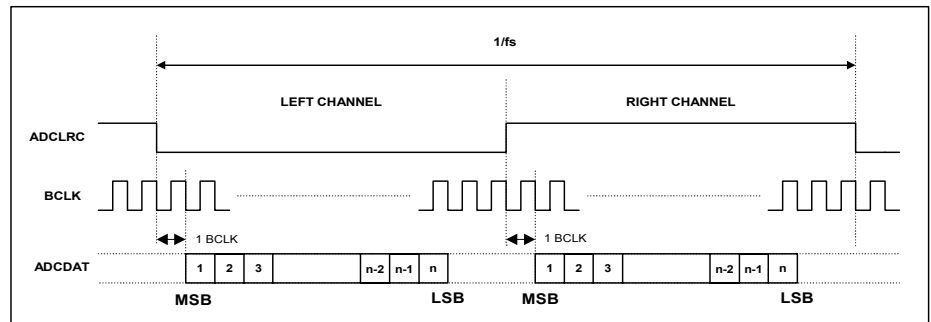 1/fs
LEFT CHANNEL RIGHT CHANNEL
ADCLRC
BCLK
1 BCLK 1 BCLK
ADCDAT 1 2 3 n-2 n-1 n 1 2 3 n-2 n-1 n
MSB LSB MSB LSB